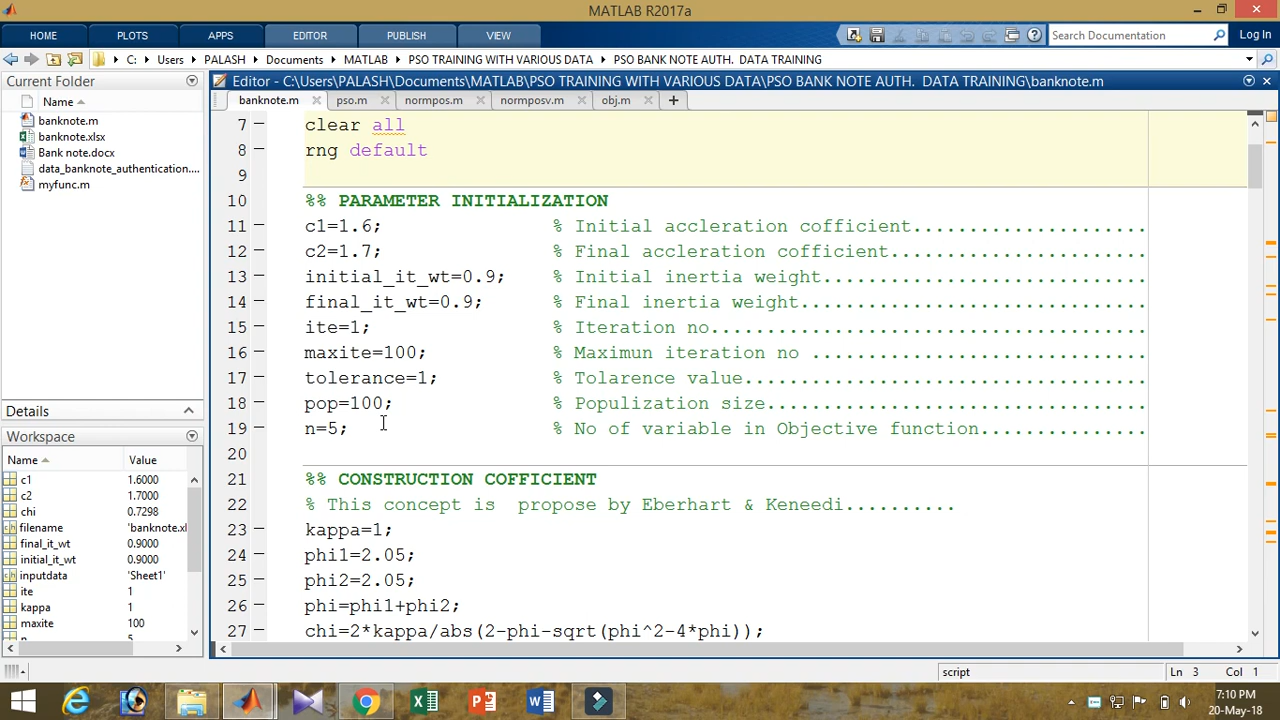 MATLAB R2017a
HOME PLOTS APPS EDITOR PUBLISH VIEW Search Documentation Log In
C: Users PALASH Documents MATLAB PSO TRAINING WITH VARIOUS DATA PSO BANK NOTE AUTH. DATA TRAINING
Current Folder
Name
banknote.m
banknote.xlsx
Bank note.docx
data_banknote_authentication....
myfunc.m
Details
Workspace
Name Value
c1 1.6000
c2 1.7000
chi 0.7298
filename 'banknote.xl
final_it_wt 0.9000
initial_it_wt 0.9000
inputdata 'Sheet1'
ite 1
kappa 1
maxite 100
n 5
Editor - C:\Users\PALASH\Documents\MATLAB\PSO TRAINING WITH VARIOUS DATA\PSO BANK NOTE AUTH. DATA TRAINING\banknote.m
banknote.m pso.m normpos.m normposv.m obj.m
7 clear all
8 rng default
9
10 %% PARAMETER INITIALIZATION
11 c1=1.6; % Initial accleration cofficient.....................
12 c2=1.7; % Final accleration cofficient.......................
13 initial_it_wt=0.9; % Initial inertia weight.............................
14 final_it_wt=0.9; % Final inertia weight...............................
15 ite=1; % Iteration no.......................................
16 maxite=100; % Maximun iteration no ..............................
17 tolerance=1; % Tolarence value....................................
18 pop=100; % Populization size..................................
19 n=5; % No of variable in Objective function...............
20
21 %% CONSTRUCTION COFFICIENT
22 % This concept is propose by Eberhart & Keneedi..........
23 kappa=1;
24 phi1=2.05;
25 phi2=2.05;
26 phi=phi1+phi2;
27 chi=2*kappa/abs(2-phi-sqrt(phi^2-4*phi));
script Ln 3 Col 1
7:10 PM
20-May-18